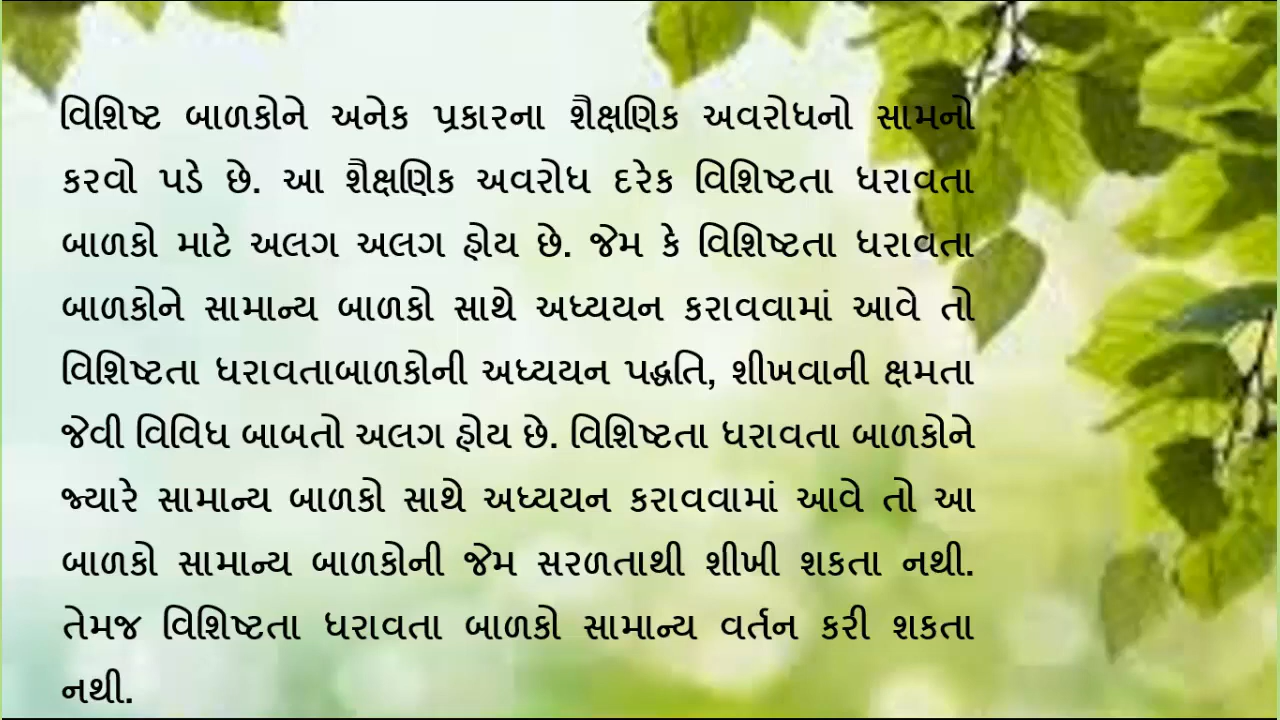 વિશિષ્ટ બાળકોને અનેક પ્રકારના શૈક્ષણિક અવરોધનો સામનો
કરવો પડે છે. આ શૈક્ષણિક અવરોધ દરેક વિશિષ્ટતા ધરાવતા
બાળકો માટે અલગ અલગ હોય છે. જેમ કે વિશિષ્ટતા ધરાવતા
બાળકોને સામાન્ય બાળકો સાથે અધ્યયન કરાવવામાં આવે તો
વિશિષ્ટતા ધરાવતાબાળકોની અધ્યયન પદ્ધતિ, શીખવાની ક્ષમતા
જેવી વિવિધ બાબતો અલગ હોય છે. વિશિષ્ટતા ધરાવતા બાળકોને
જ્યારે સામાન્ય બાળકો સાથે અધ્યયન કરાવવામાં આવે તો આ
બાળકો સામાન્ય બાળકોની જેમ સરળતાથી શીખી શકતા નથી.
તેમજ વિશિષ્ટતા ધરાવતા બાળકો સામાન્ય વર્તન કરી શકતા
નથી.